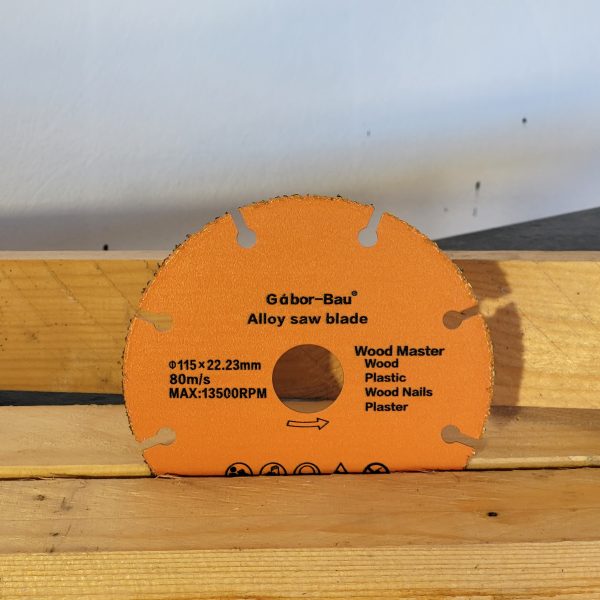 Gábor-Bau®
Alloy saw blade
Φ115×22.23mm
80m/s
MAX:13500RPM
Wood Master
Wood
Plastic
Wood Nails
Plaster